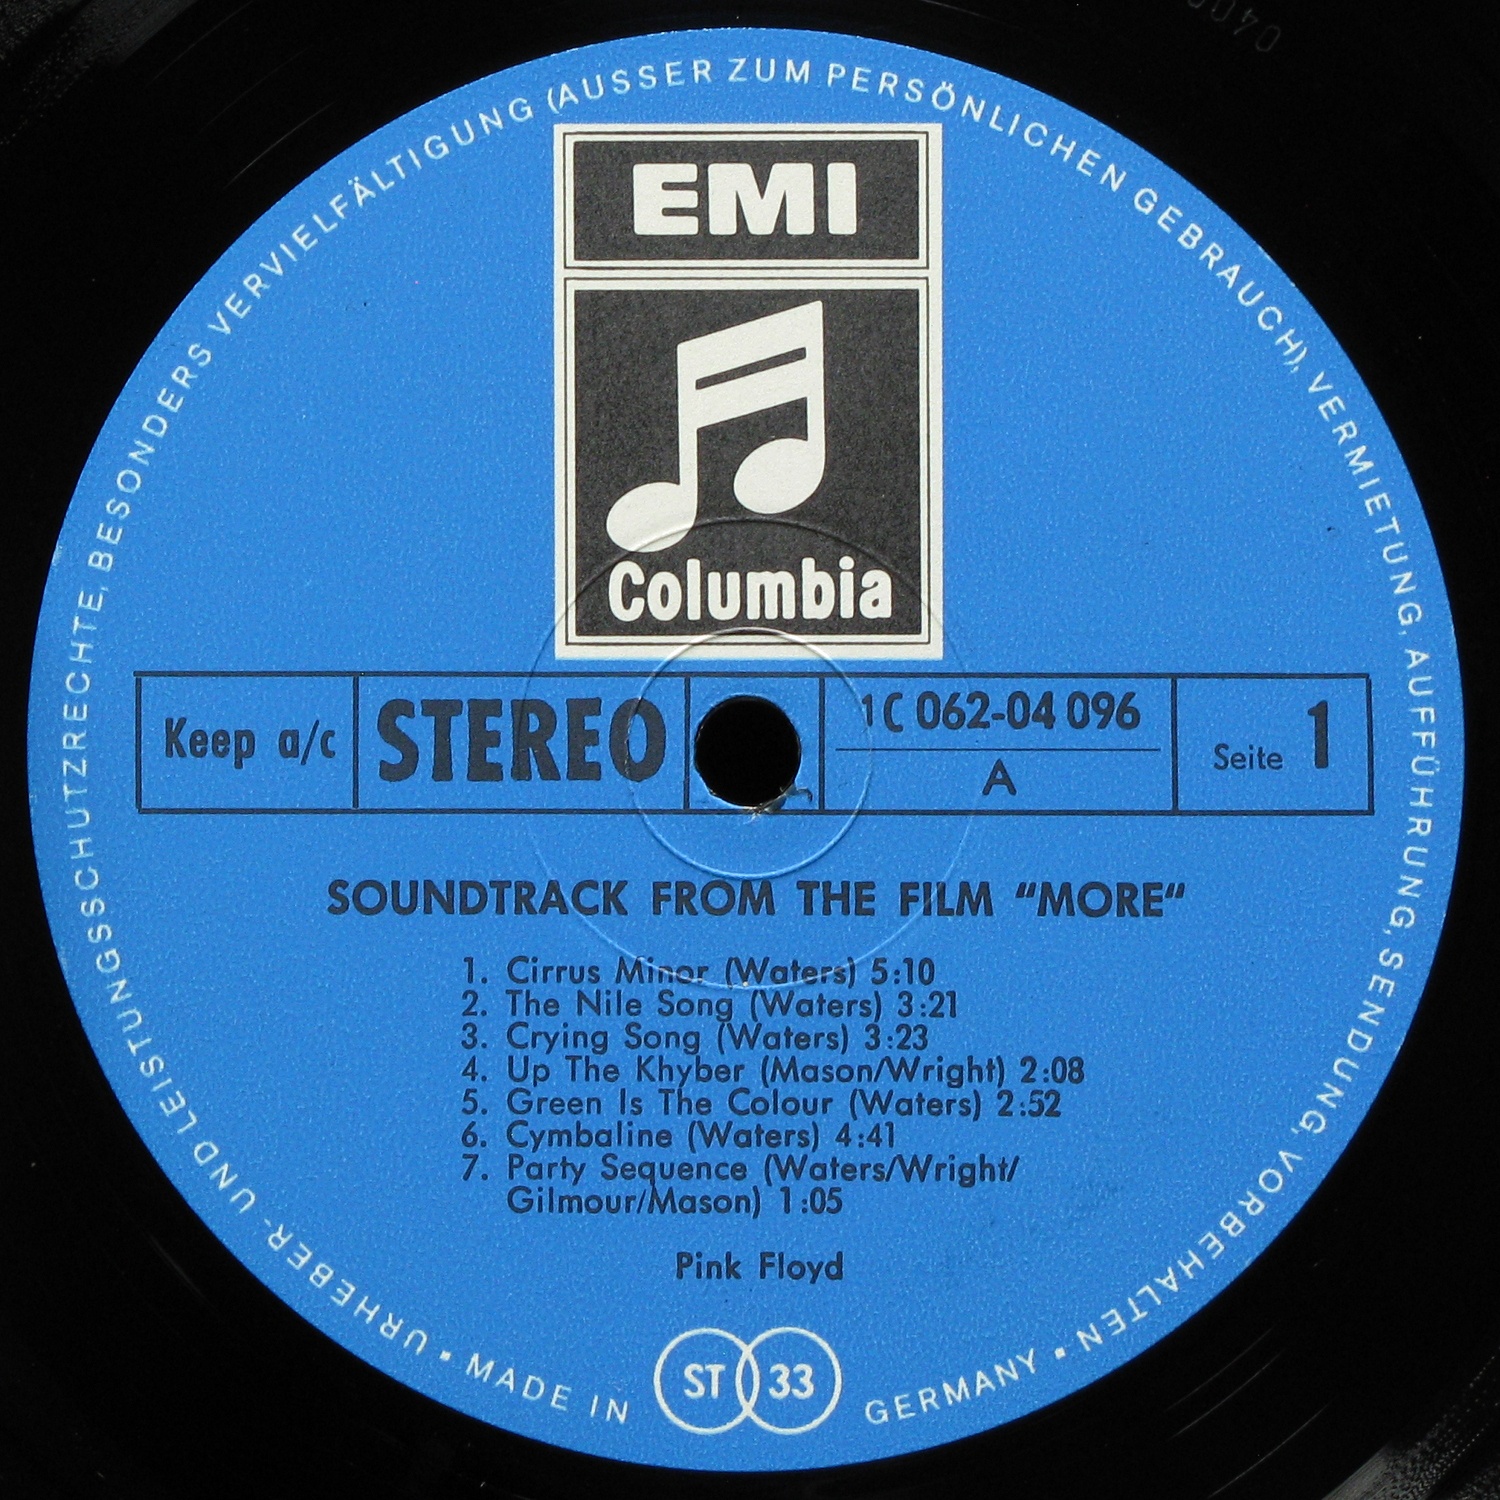 URHEBER- UND LEISTUNGSSCHUTZRECHTE, BESONDERS VERVIELFÄLTIGUNG (AUSSER ZUM PERSÖNLICHEN GEBRAUCH), VERMIETUNG, AUFFÜHRUNG, SENDUNG, VORBEHALTEN
EMI
Columbia
Keep a/c
STEREO
1C 062-04 096
A
Seite 1
SOUNDTRACK FROM THE FILM “MORE“
1. Cirrus Minor (Waters) 5:10
2. The Nile Song (Waters) 3:21
3. Crying Song (Waters) 3:23
4. Up The Khyber (Mason/Wright) 2:08
5. Green Is The Colour (Waters) 2:52
6. Cymbaline (Waters) 4:41
7. Party Sequence (Waters/Wright/
Gilmour/Mason) 1:05
Pink Floyd
ST 33
▪ MADE IN GERMANY ▪